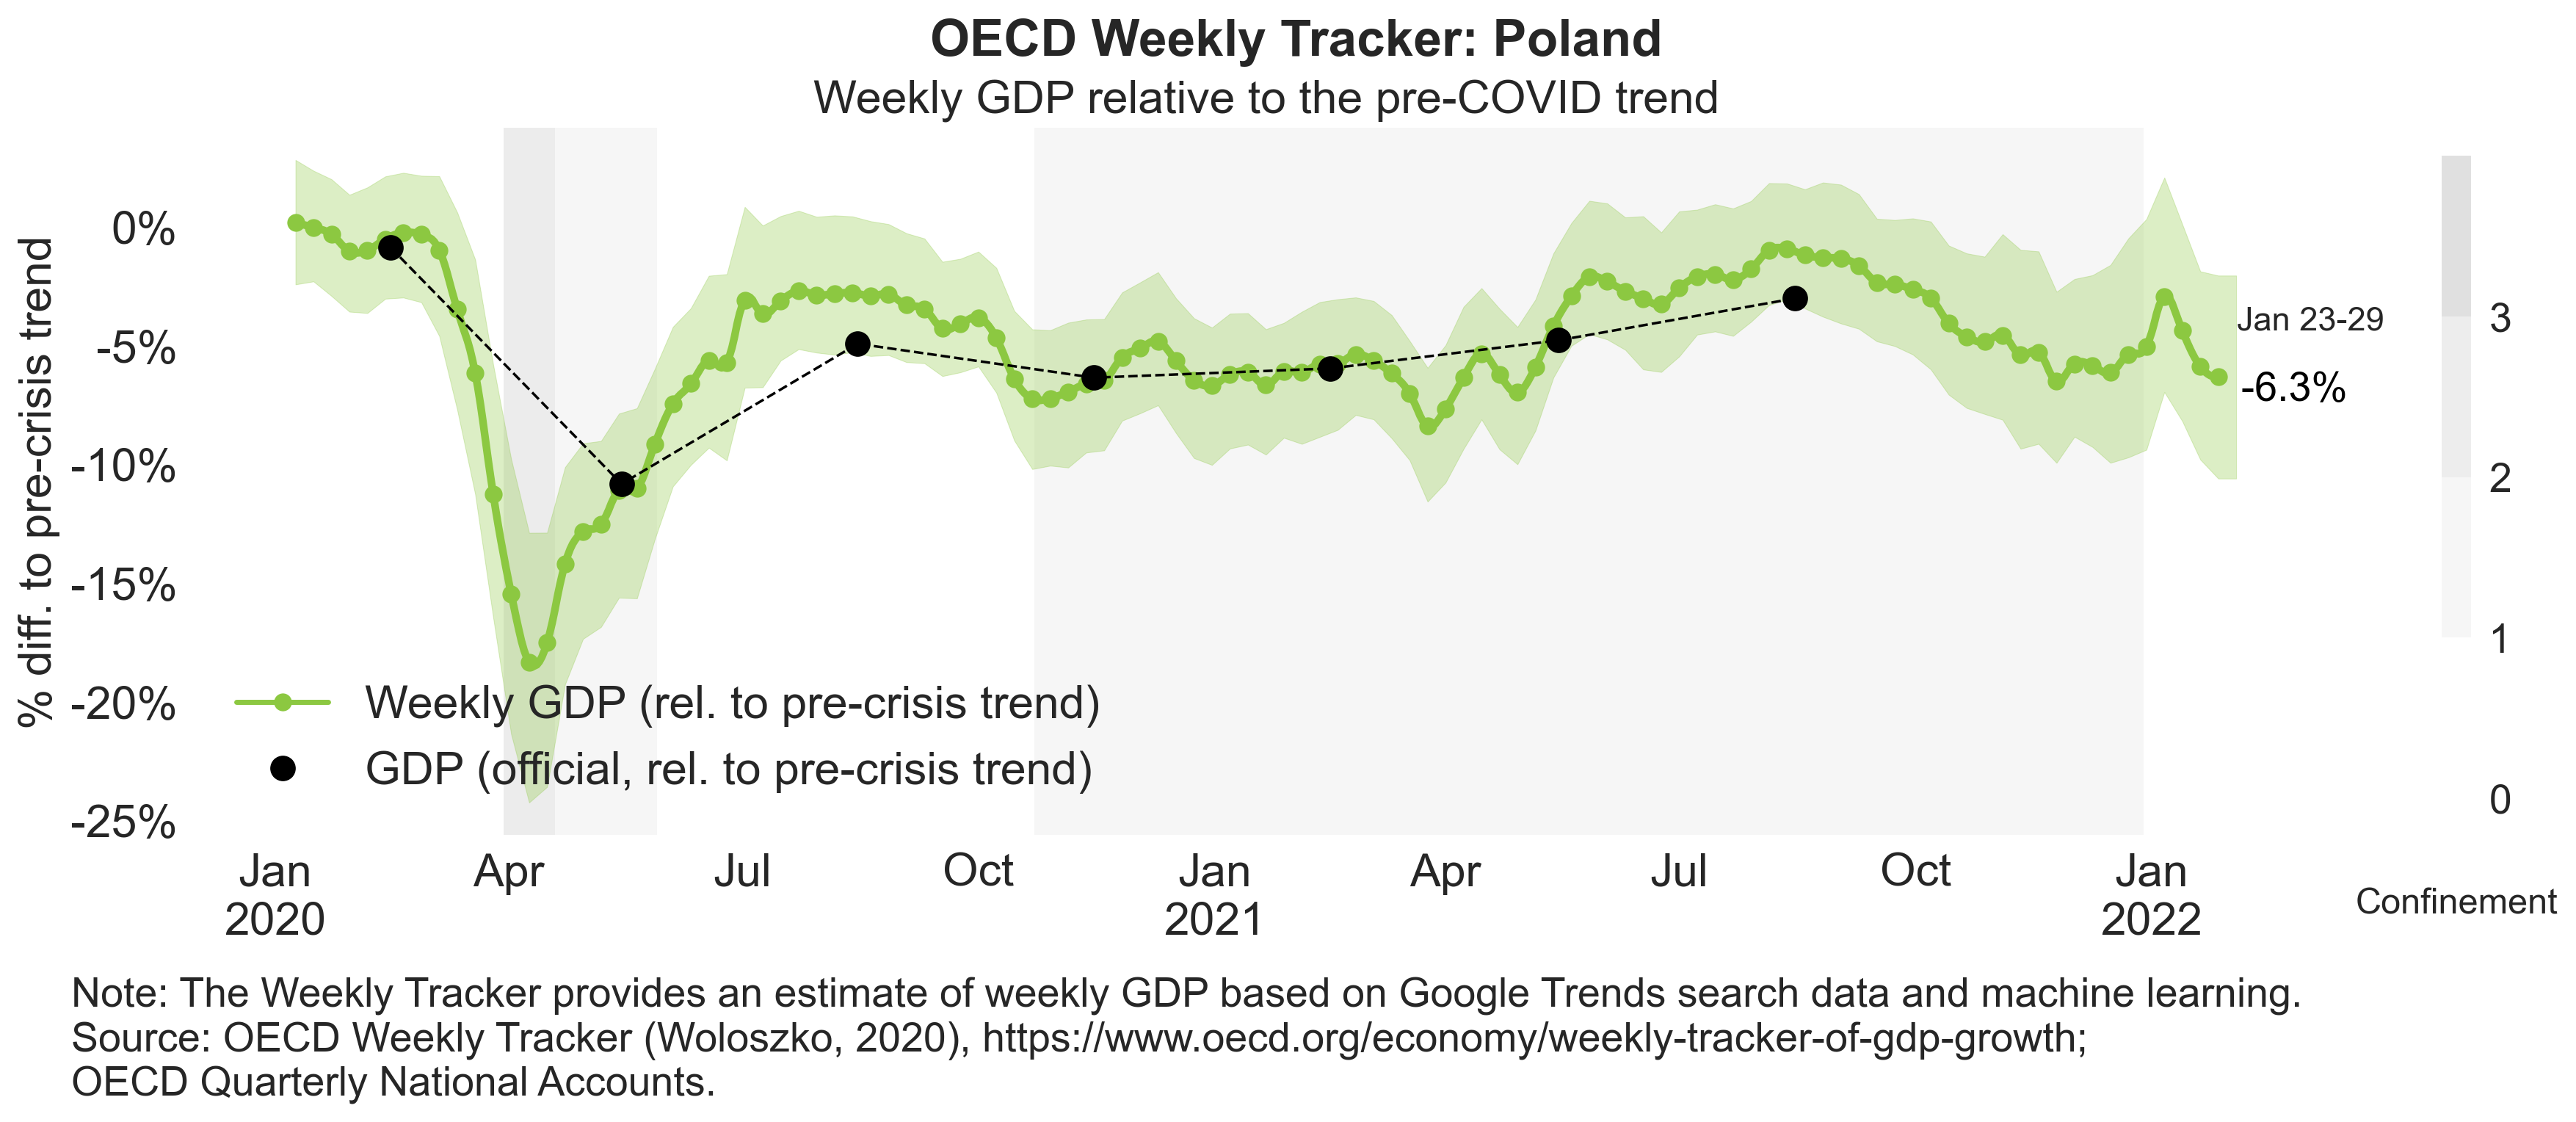 OECD Weekly Tracker: Poland
Weekly GDP relative to the pre-COVID trend
% diff. to pre-crisis trend
0%
-5%
-10%
-15%
-20%
-25%
Jan 23-29
-6.3%
Weekly GDP (rel. to pre-crisis trend)
GDP (official, rel. to pre-crisis trend)
3
2
1
0
Confinement
Jan Apr Jul Oct Jan Apr Jul Oct Jan
2020 2021 2022
Note: The Weekly Tracker provides an estimate of weekly GDP based on Google Trends search data and machine learning.
Source: OECD Weekly Tracker (Woloszko, 2020), https://www.oecd.org/economy/weekly-tracker-of-gdp-growth;
OECD Quarterly National Accounts.